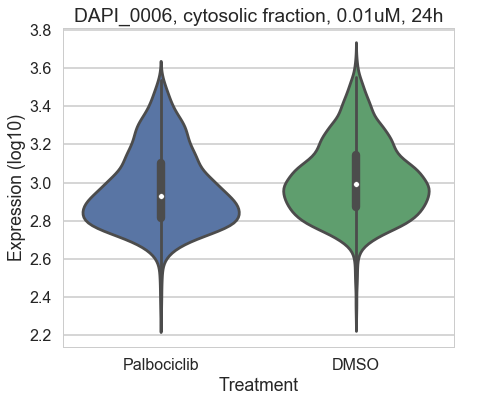 DAPI_0006, cytosolic fraction, 0.01uM, 24h
3.8
3.6
3.4
3.2
3.0
2.8
2.6
2.4
2.2
Expression (log10)
Palbociclib DMSO
Treatment